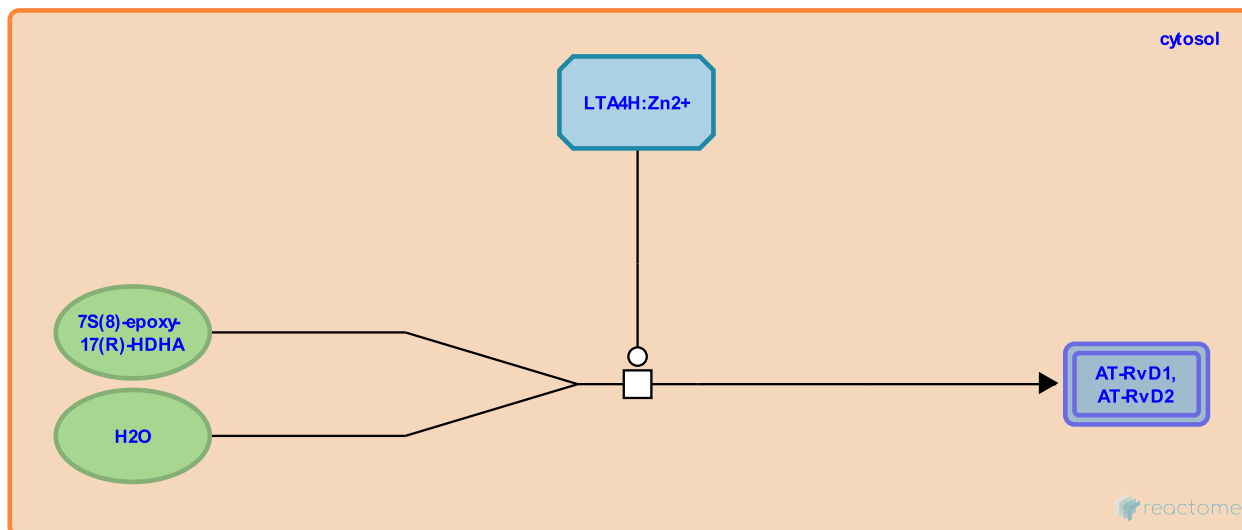 cytosol
LTA4H:Zn2+
7S(8)-epoxy-
17(R)-HDHA
H2O
AT-RvD1,
AT-RvD2
reactome